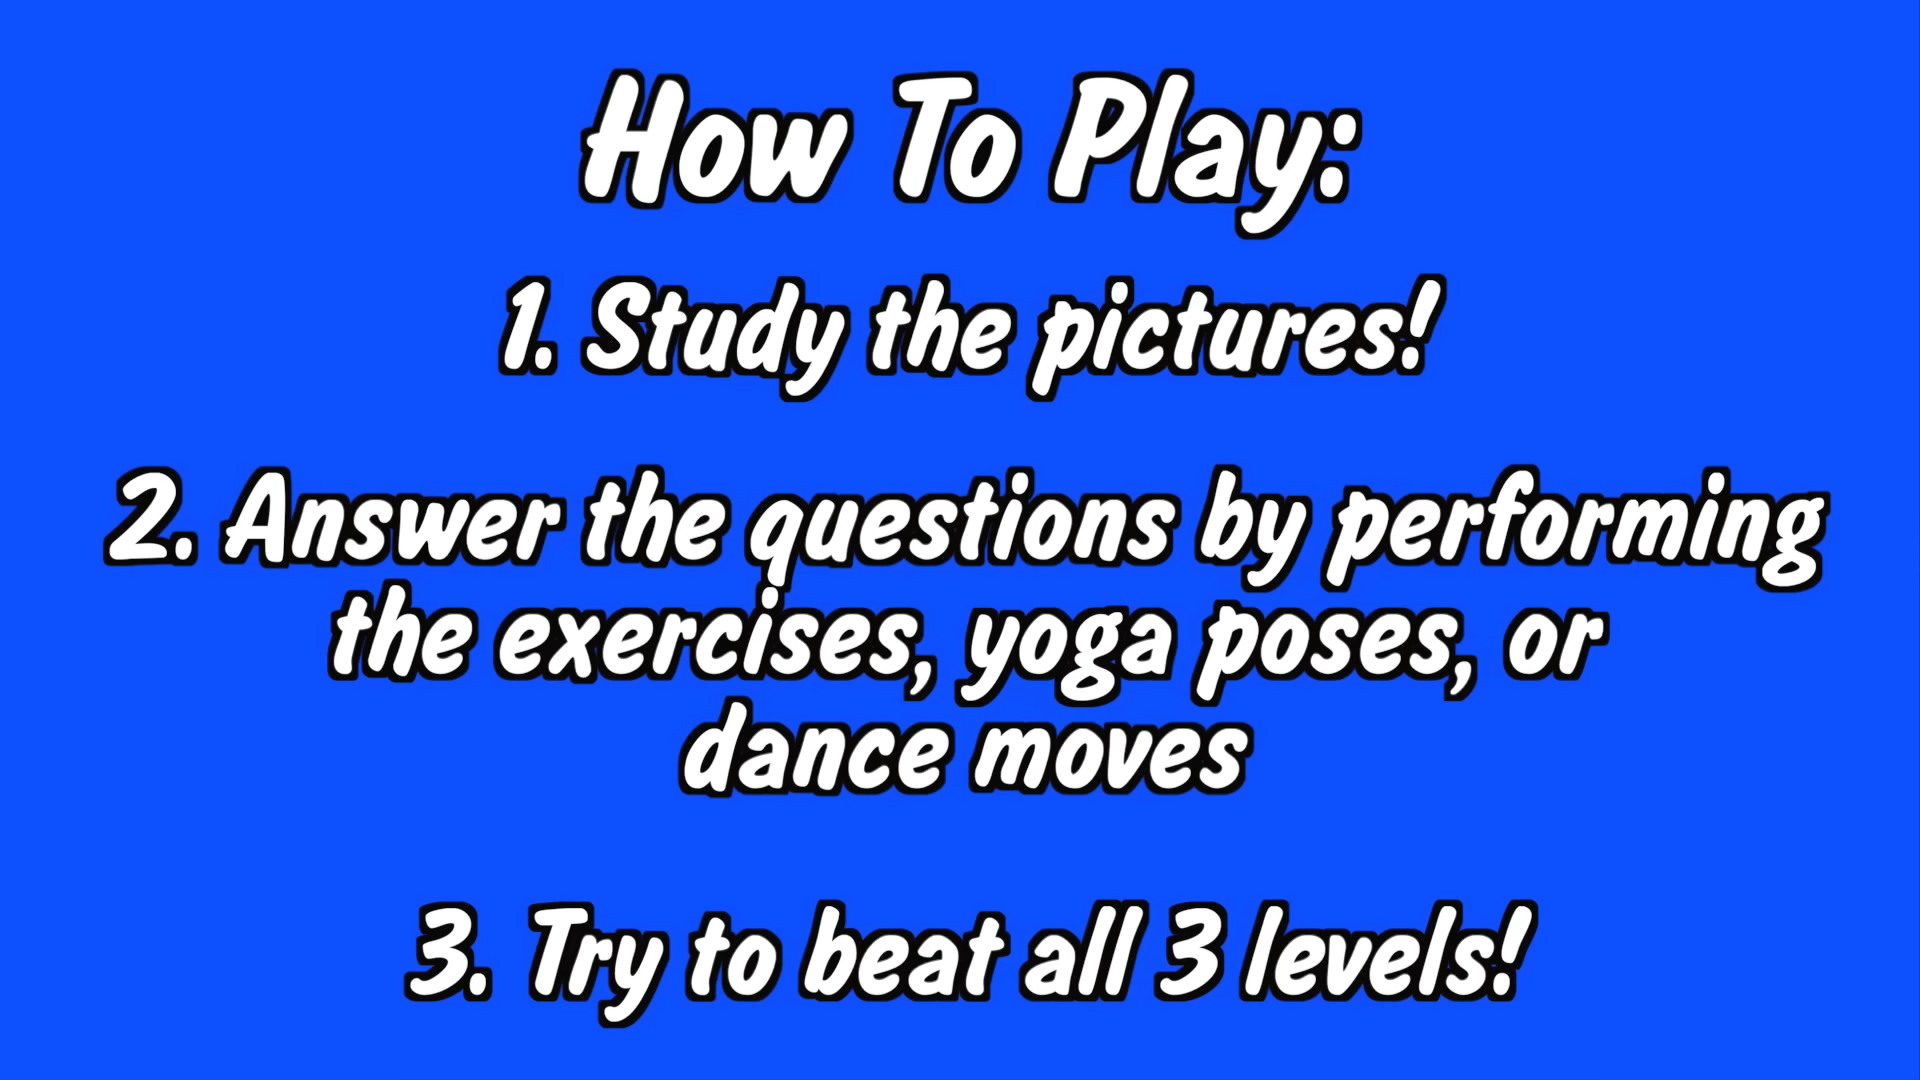 How To Play:
1. Study the pictures!
2. Answer the questions by performing
the exercises, yoga poses, or
dance moves
3. Try to beat all 3 levels!